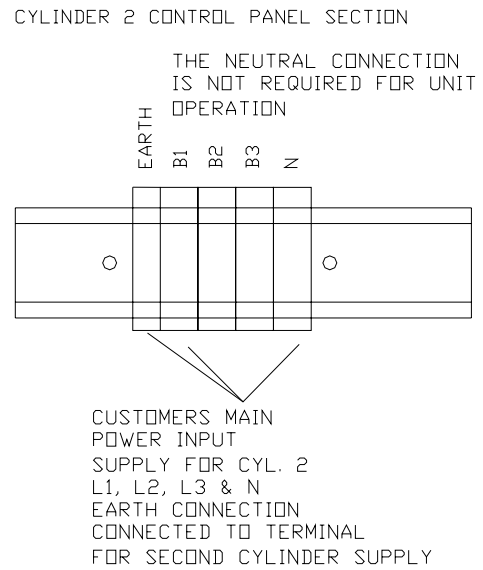 CYLINDER 2 CONTROL PANEL SECTION
THE NEUTRAL CONNECTION
IS NOT REQUIRED FOR UNIT
OPERATION
EARTH
B1
B2
B3
N
CUSTOMERS MAIN
POWER INPUT
SUPPLY FOR CYL. 2
L1, L2, L3 & N
EARTH CONNECTION
CONNECTED TO TERMINAL
FOR SECOND CYLINDER SUPPLY